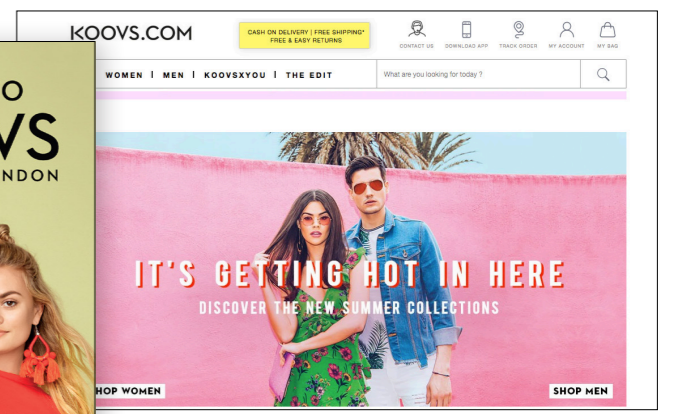 KOOVS.COM
CASH ON DELIVERY | FREE SHIPPING*
FREE & EASY RETURNS
CONTACT US
DOWNLOAD APP
TRACK ORDER
MY ACCOUNT
MY BAG
WOMEN | MEN | KOOVSXYOU | THE EDIT
What are you looking for today ?
O
VS
NDON
IT'S GETTING HOT IN HERE
DISCOVER THE NEW SUMMER COLLECTIONS
HOP WOMEN
SHOP MEN